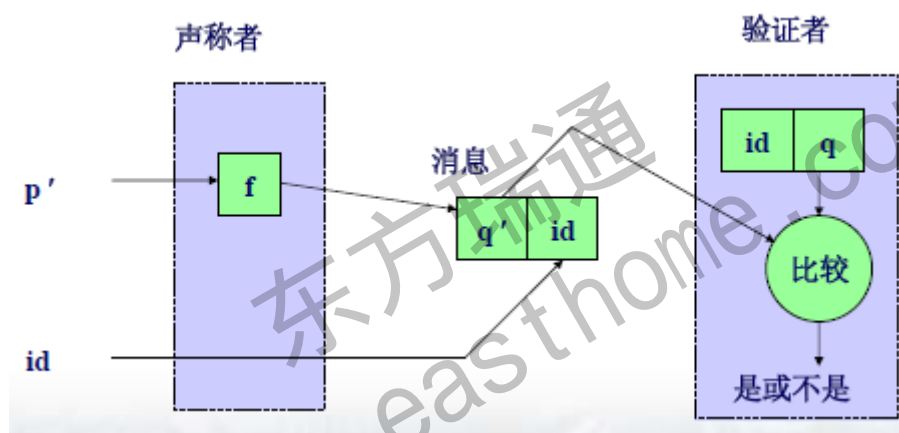 声称者
验证者
id q
消息
p′
f
q′ id
比较
id
是或不是
东方瑞通
easthome.co